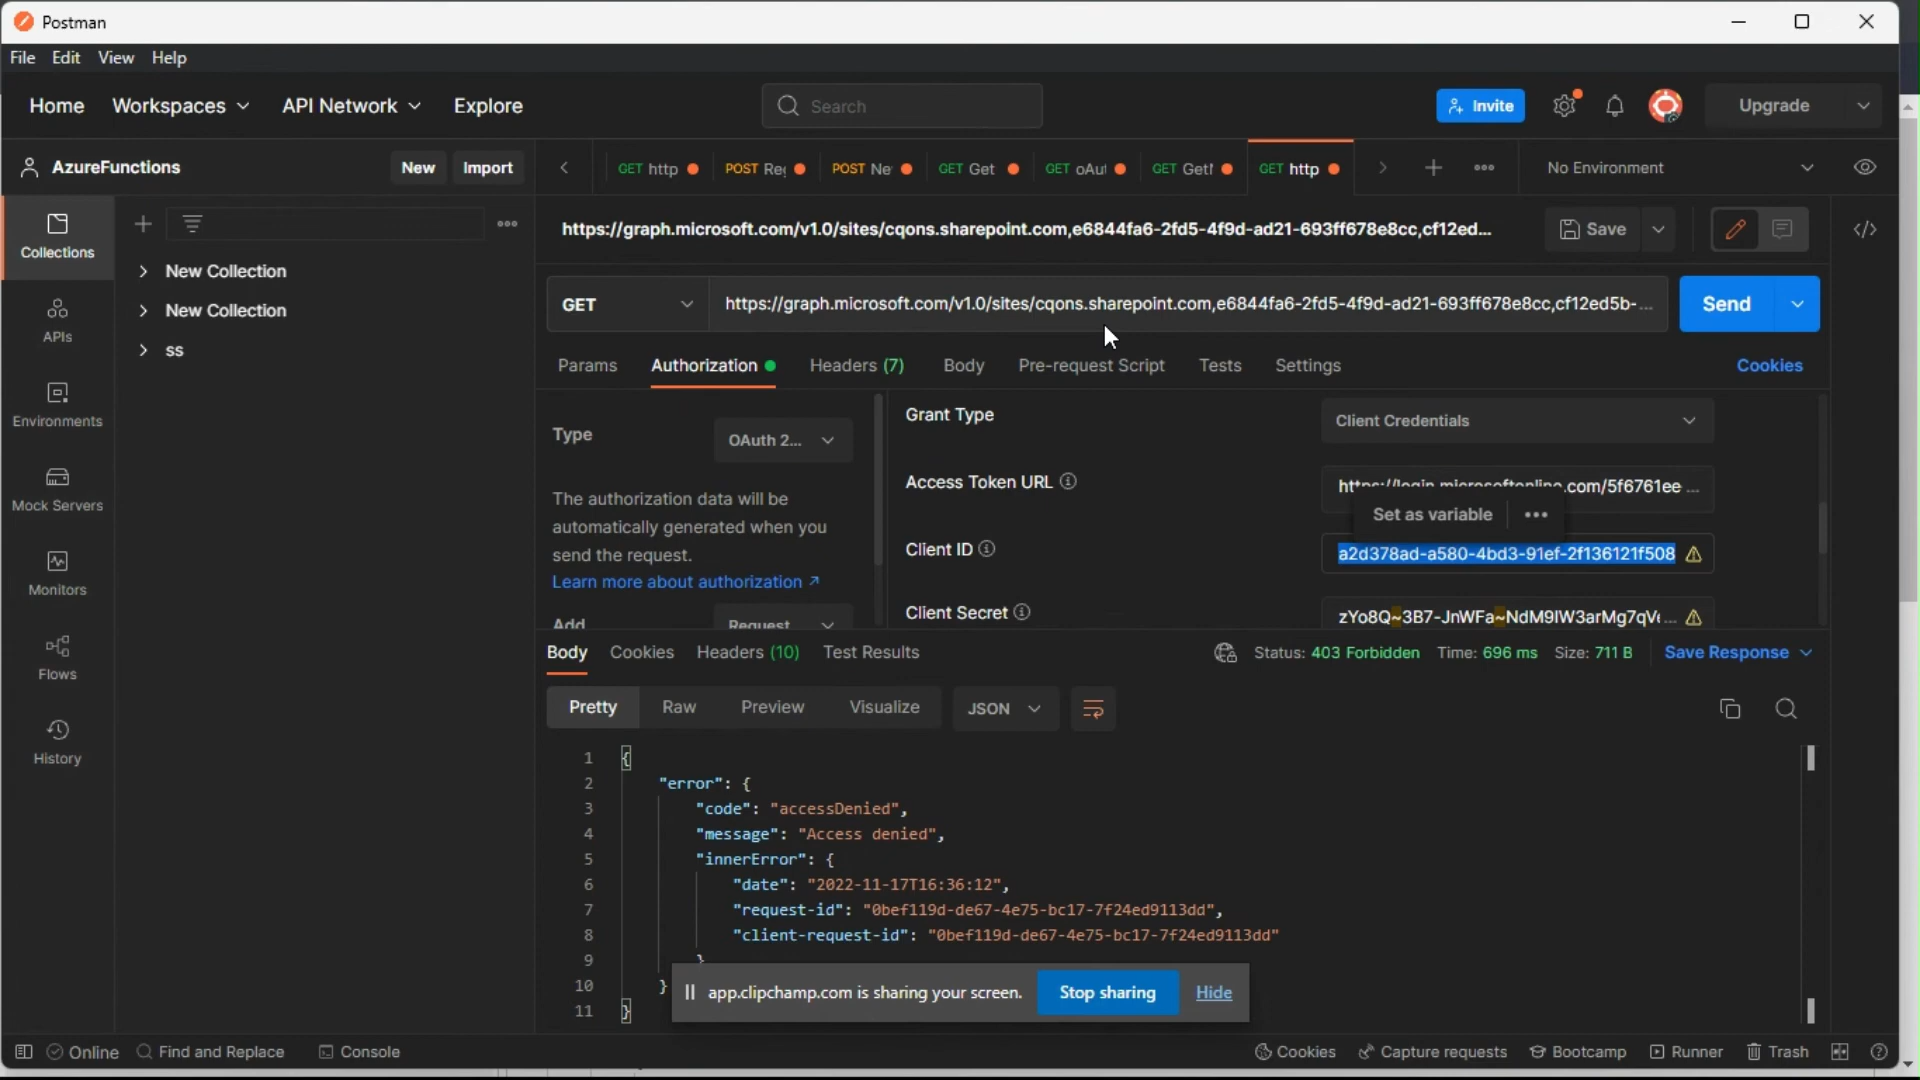 Postman
File Edit View Help
Home Workspaces API Network Explore Search Invite Upgrade
AzureFunctions New Import GET http POST Reç POST Ne GET Get GET oAut GET Get GET http No Environment
https://graph.microsoft.com/v1.0/sites/cqons.sharepoint.com,e6844fa6-2fd5-4f9d-ad21-693ff678e8cc,cf12ed... Save
Collections
New Collection
New Collection
ss
APIs
Environments
Mock Servers
Monitors
Flows
History
GET https://graph.microsoft.com/v1.0/sites/cqons.sharepoint.com,e6844fa6-2fd5-4f9d-ad21-693ff678e8cc,cf12ed5b-... Send
Params Authorization Headers (7) Body Pre-request Script Tests Settings Cookies
Type OAuth 2...
The authorization data will be
automatically generated when you
send the request.
Learn more about authorization ↗
Add Request
Grant Type Client Credentials
Access Token URL https://login.microsoftonline.com/5f6761ee ...
Set as variable •••
Client ID a2d378ad-a580-4bd3-91ef-2f136121f508
Client Secret zYo8Q~3B7-JnWFa~NdM9IW3arMg7qV ...
Body Cookies Headers (10) Test Results Status: 403 Forbidden Time: 696 ms Size: 711 B Save Response
Pretty Raw Preview Visualize JSON
1 {
2 "error": {
3 "code": "accessDenied",
4 "message": "Access denied",
5 "innerError": {
6 "date": "2022-11-17T16:36:12",
7 "request-id": "0bef119d-de67-4e75-bc17-7f24ed9113dd",
8 "client-request-id": "0bef119d-de67-4e75-bc17-7f24ed9113dd"
9 }
10 }
11 }
app.clipchamp.com is sharing your screen. Stop sharing Hide
Online Find and Replace Console Cookies Capture requests Bootcamp Runner Trash